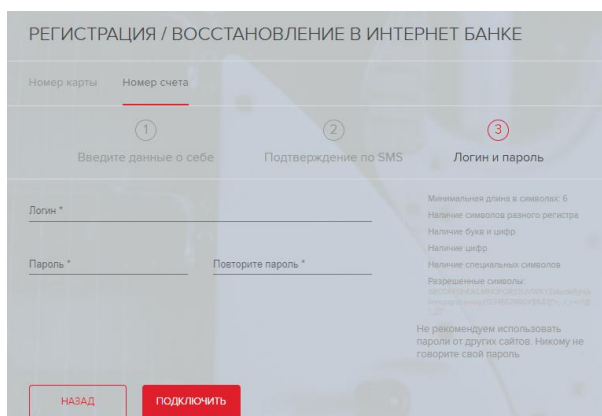 РЕГИСТРАЦИЯ / ВОССТАНОВЛЕНИЕ В ИНТЕРНЕТ БАНКЕ
Номер карты Номер счета
1 2 3
Введите данные о себе Подтверждение по SMS Логин и пароль
Минимальная длина в символах: 6
Логин *
Наличие символов разного регистра
Наличие букв и цифр
Наличие цифр
Пароль * Повторите пароль *
Наличие специальных символов
Разрешенные символы:
Не рекомендуем использовать
пароли от других сайтов. Никому не
говорите свой пароль
НАЗАД ПОДКЛЮЧИТЬ